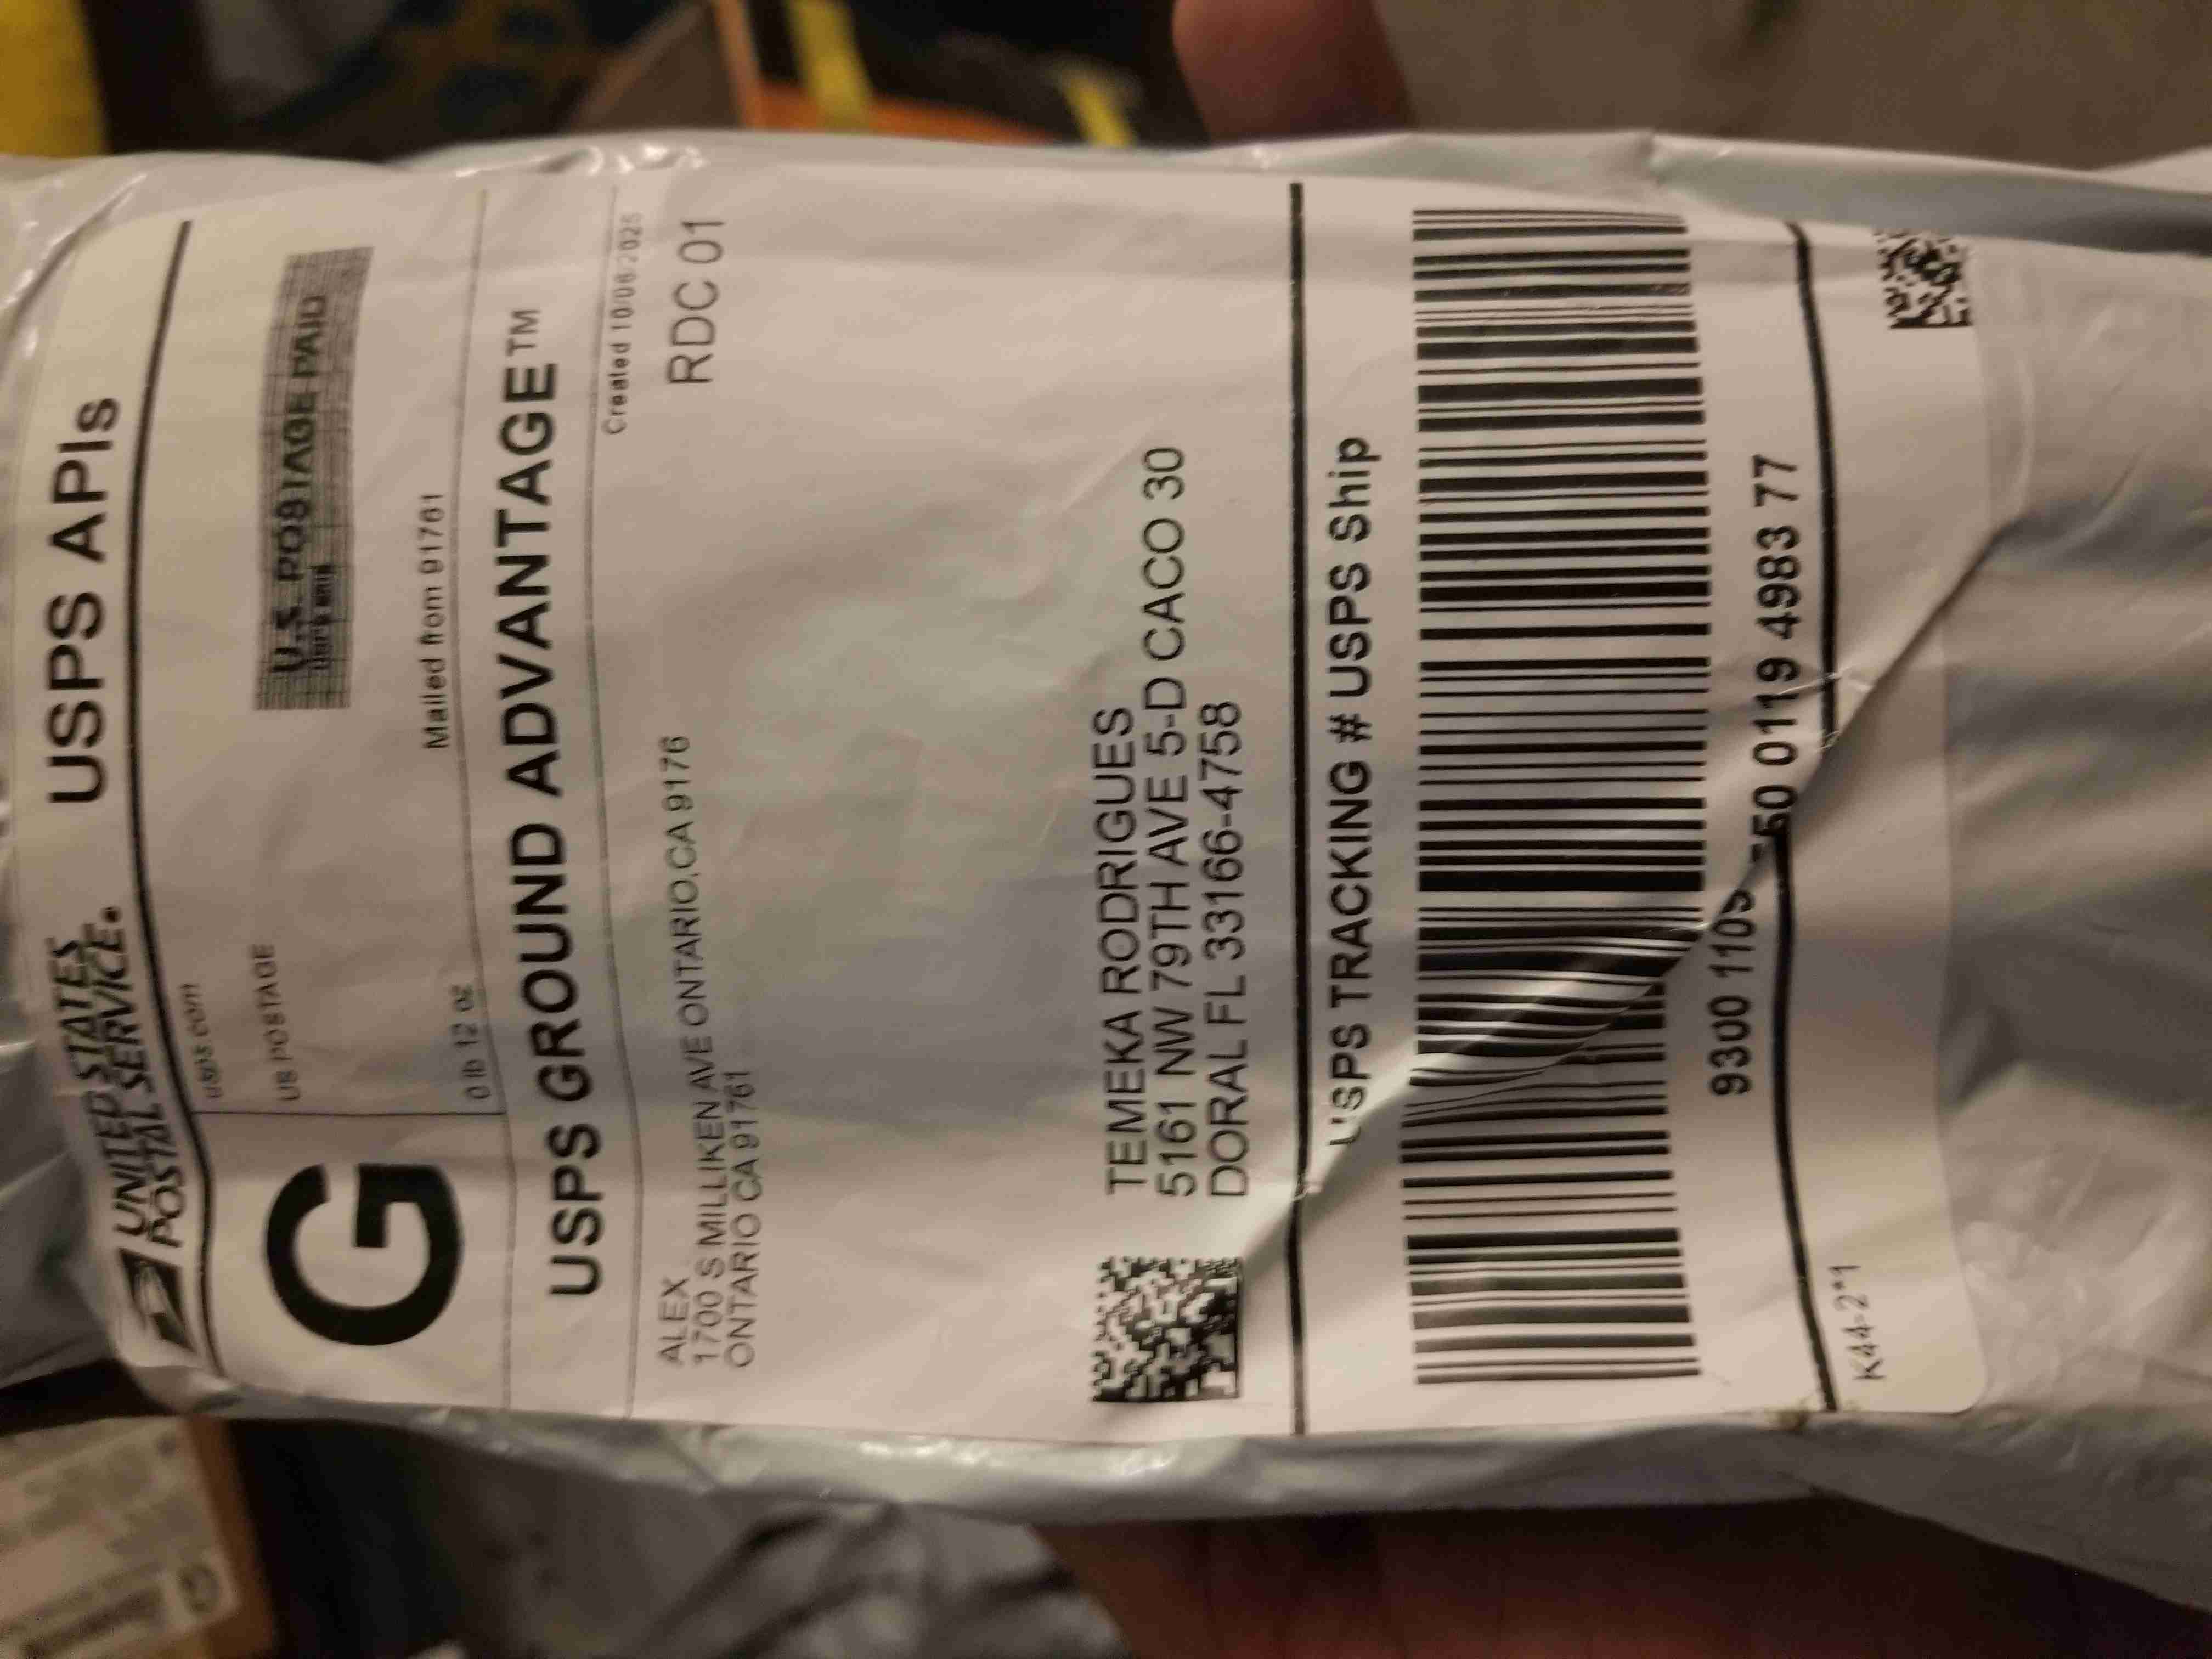 UNITED STATES
POSTAL SERVICE.
USPS APIs
usps.com
US POSTAGE
U.S. POSTAGE PAID
0 lb 12 oz
Mailed from 91761
G
USPS GROUND ADVANTAGE™
Created 10/06/2025
ALEX
1700 S MILLIKEN AVE ONTARIO,CA 9176
ONTARIO CA 91761
RDC 01
TEMEKA RODRIGUES
5161 NW 79TH AVE 5-D CACO 30
DORAL FL 33166-4758
USPS TRACKING # USPS Ship
9300 110 50 0119 4983 77
K44-2*1